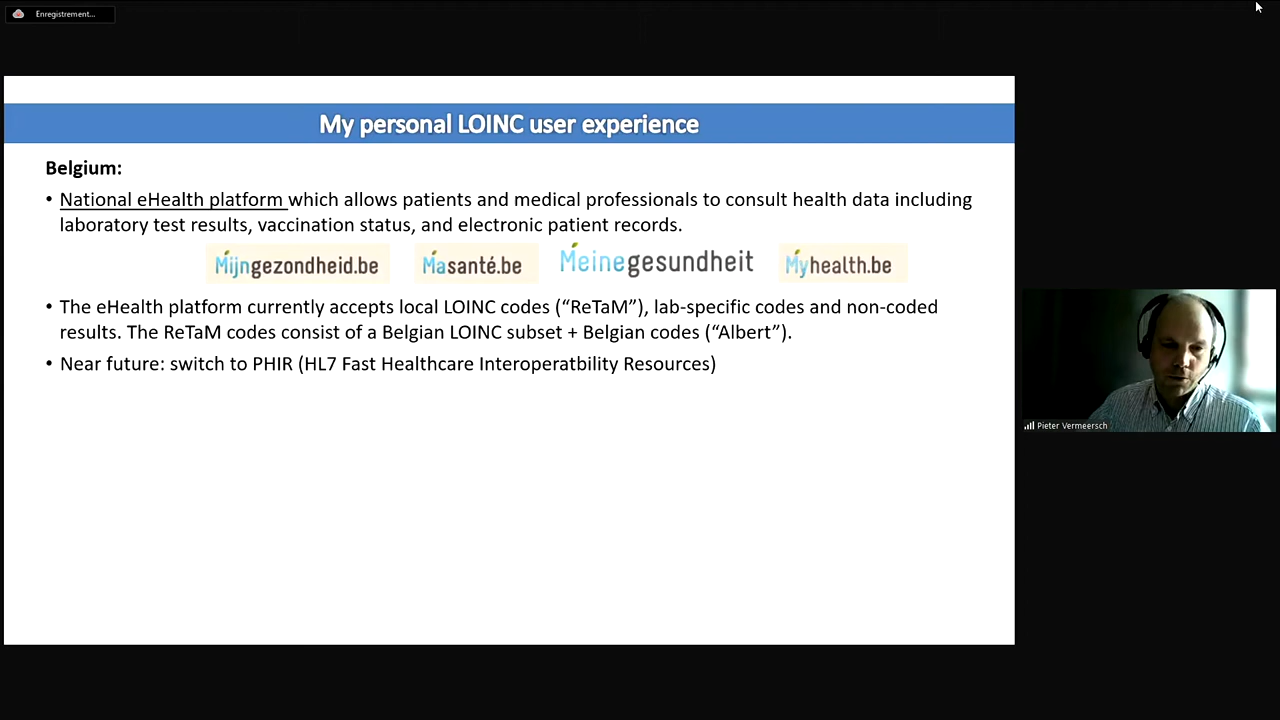 Enregistrement...
My personal LOINC user experience
Belgium:
• National eHealth platform which allows patients and medical professionals to consult health data including
laboratory test results, vaccination status, and electronic patient records.
Mijngezondheid.be Masanté.be Meinegesundheit Myhealth.be
• The eHealth platform currently accepts local LOINC codes (“ReTaM”), lab-specific codes and non-coded
results. The ReTaM codes consist of a Belgian LOINC subset + Belgian codes (“Albert”).
• Near future: switch to PHIR (HL7 Fast Healthcare Interoperatbility Resources)
Pieter Vermeersch